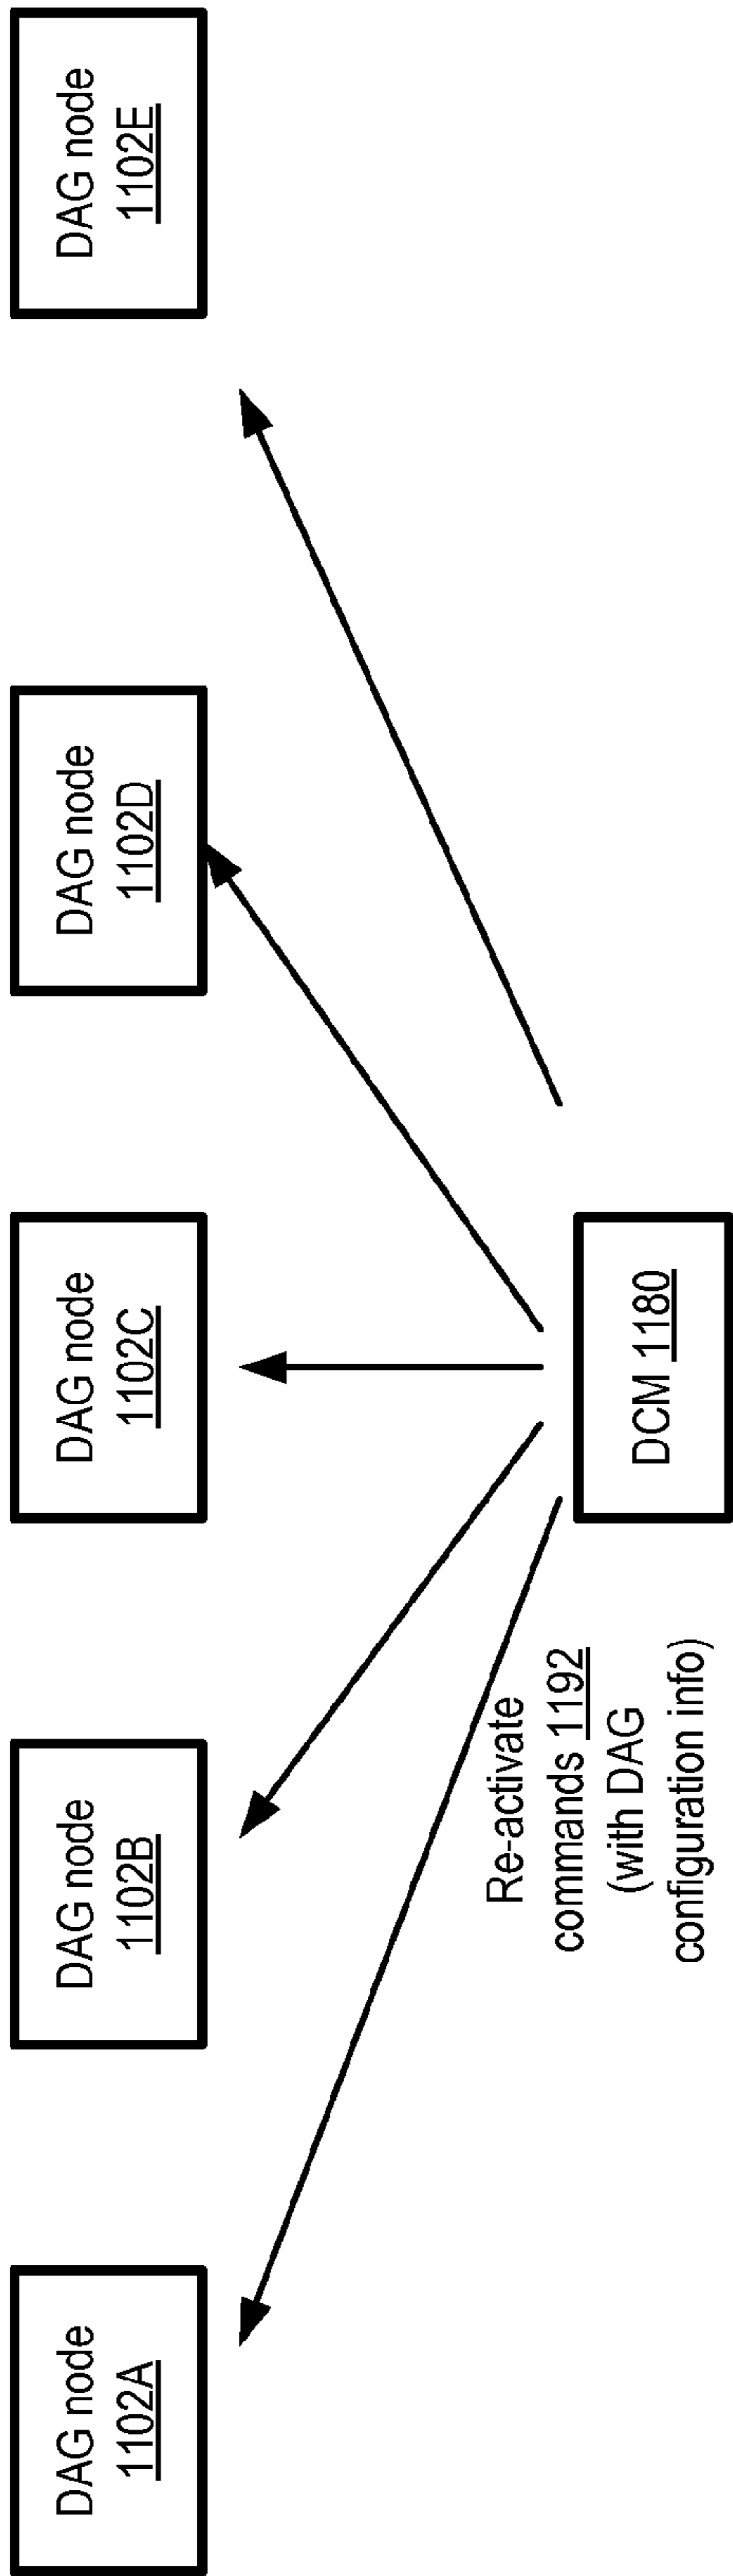 DAG node
1102A
DAG node
1102B
DAG node
1102C
DAG node
1102D
DAG node
1102E
Re-activate
commands 1192
(with DAG
configuration info)
DCM 1180